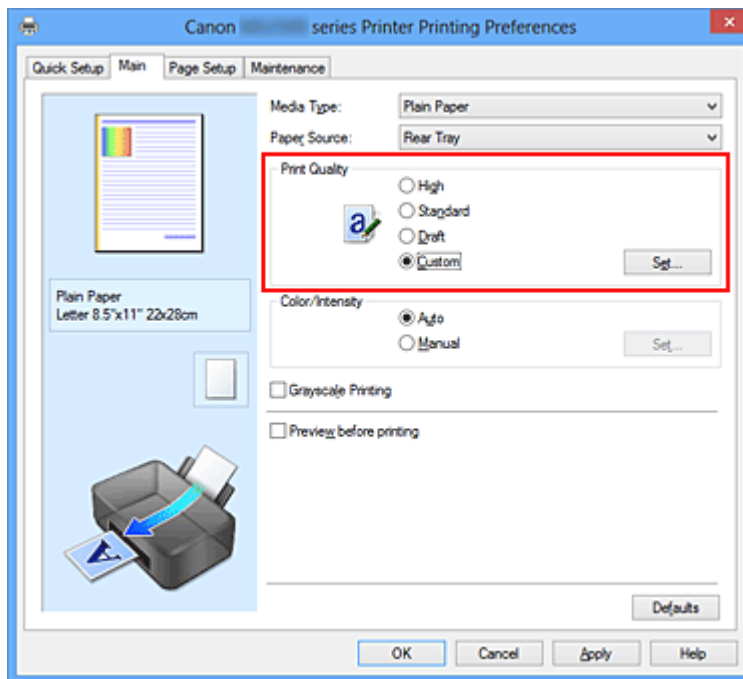 Canon series Printer Printing Preferences
Quick Setup Main Page Setup Maintenance
Media Type: Plain Paper
Paper Source: Rear Tray
Print Quality
High
Standard
Draft
Custom Set...
Plain Paper
Letter 8.5"x11" 22x28cm
Color/Intensity
Auto
Manual Set...
Grayscale Printing
Preview before printing
Defaults
OK Cancel Apply Help